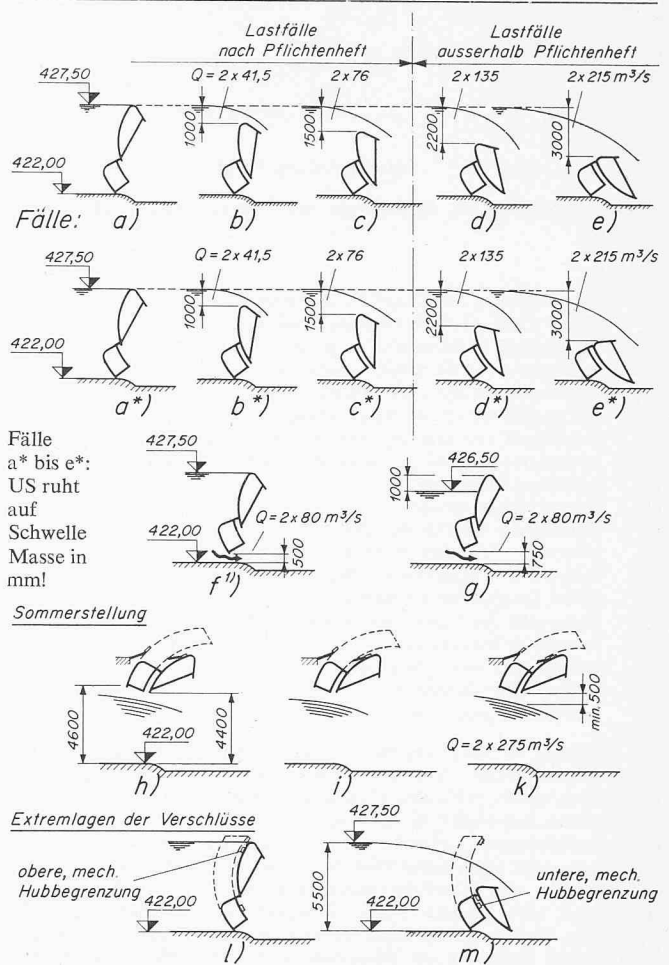 Lastfälle
nach Pflichtenheft
Lastfälle
ausserhalb Pflichtenheft
427,50
Q = 2 x 41,5
2 x 76
2 x 135
2 x 215 m³/s
1000
1500
2200
3000
422,00
Fälle: a) b) c) d) e)
427,50
Q = 2 x 41,5
2 x 76
2 x 135
2 x 215 m³/s
1000
1500
2200
3000
422,00
a*) b*) c*) d*) e*)
Fälle
a* bis e*:
US ruht
auf
Schwelle
Masse in
mm!
427,50
422,00
Q = 2 x 80 m³/s
500
f¹⁾)
426,50
1000
Q = 2 x 80 m³/s
750
g)
Sommerstellung
4600
422,00
4400
min. 500
Q = 2 x 275 m³/s
h) i) k)
Extremlagen der Verschlüsse
427,50
obere, mech.
Hubbegrenzung
5500
untere, mech.
Hubbegrenzung
422,00
422,00
l) m)